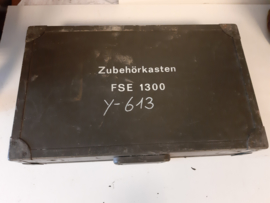 Zubehörkasten
FSE 1300
Y-613